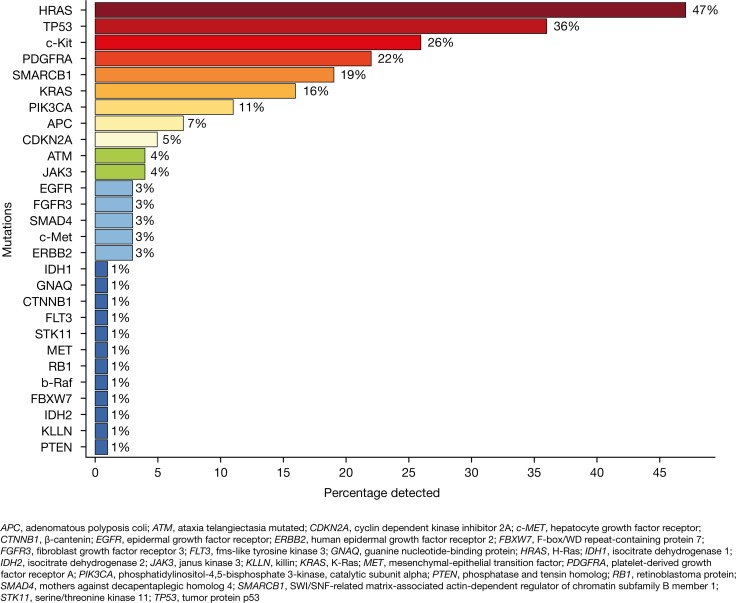 HRAS 47%
TP53 36%
c-Kit 26%
PDGFRA 22%
SMARCB1 19%
KRAS 16%
PIK3CA 11%
APC 7%
CDKN2A 5%
ATM 4%
JAK3 4%
EGFR 3%
FGFR3 3%
SMAD4 3%
c-Met 3%
ERBB2 3%
IDH1 1%
GNAQ 1%
CTNNB1 1%
FLT3 1%
STK11 1%
MET 1%
RB1 1%
b-Raf 1%
FBXW7 1%
IDH2 1%
KLLN 1%
PTEN 1%
Mutations
0 5 10 15 20 25 30 35 40 45
Percentage detected
APC, adenomatous polyposis coli; ATM, ataxia telangiectasia mutated; CDKN2A, cyclin dependent kinase inhibitor 2A; c-MET, hepatocyte growth factor receptor;
CTNNB1, β-cantenin; EGFR, epidermal growth factor receptor; ERBB2, human epidermal growth factor receptor 2; FBXW7, F-box/WD repeat-containing protein 7;
FGFR3, fibroblast growth factor receptor 3; FLT3, fms-like tyrosine kinase 3; GNAQ, guanine nucleotide-binding protein; HRAS, H-Ras; IDH1, isocitrate dehydrogenase 1;
IDH2, isocitrate dehydrogenase 2; JAK3, janus kinase 3; KLLN, killin; KRAS, K-Ras; MET, mesenchymal-epithelial transition factor; PDGFRA, platelet-derived growth
factor receptor A; PIK3CA, phosphatidylinositol-4,5-bisphosphate 3-kinase, catalytic subunit alpha; PTEN, phosphatase and tensin homolog; RB1, retinoblastoma protein;
SMAD4, mothers against decapentaplegic homolog 4; SMARCB1, SWI/SNF-related matrix-associated actin-dependent regulator of chromatin subfamily B member 1;
STK11, serine/threonine kinase 11; TP53, tumor protein p53